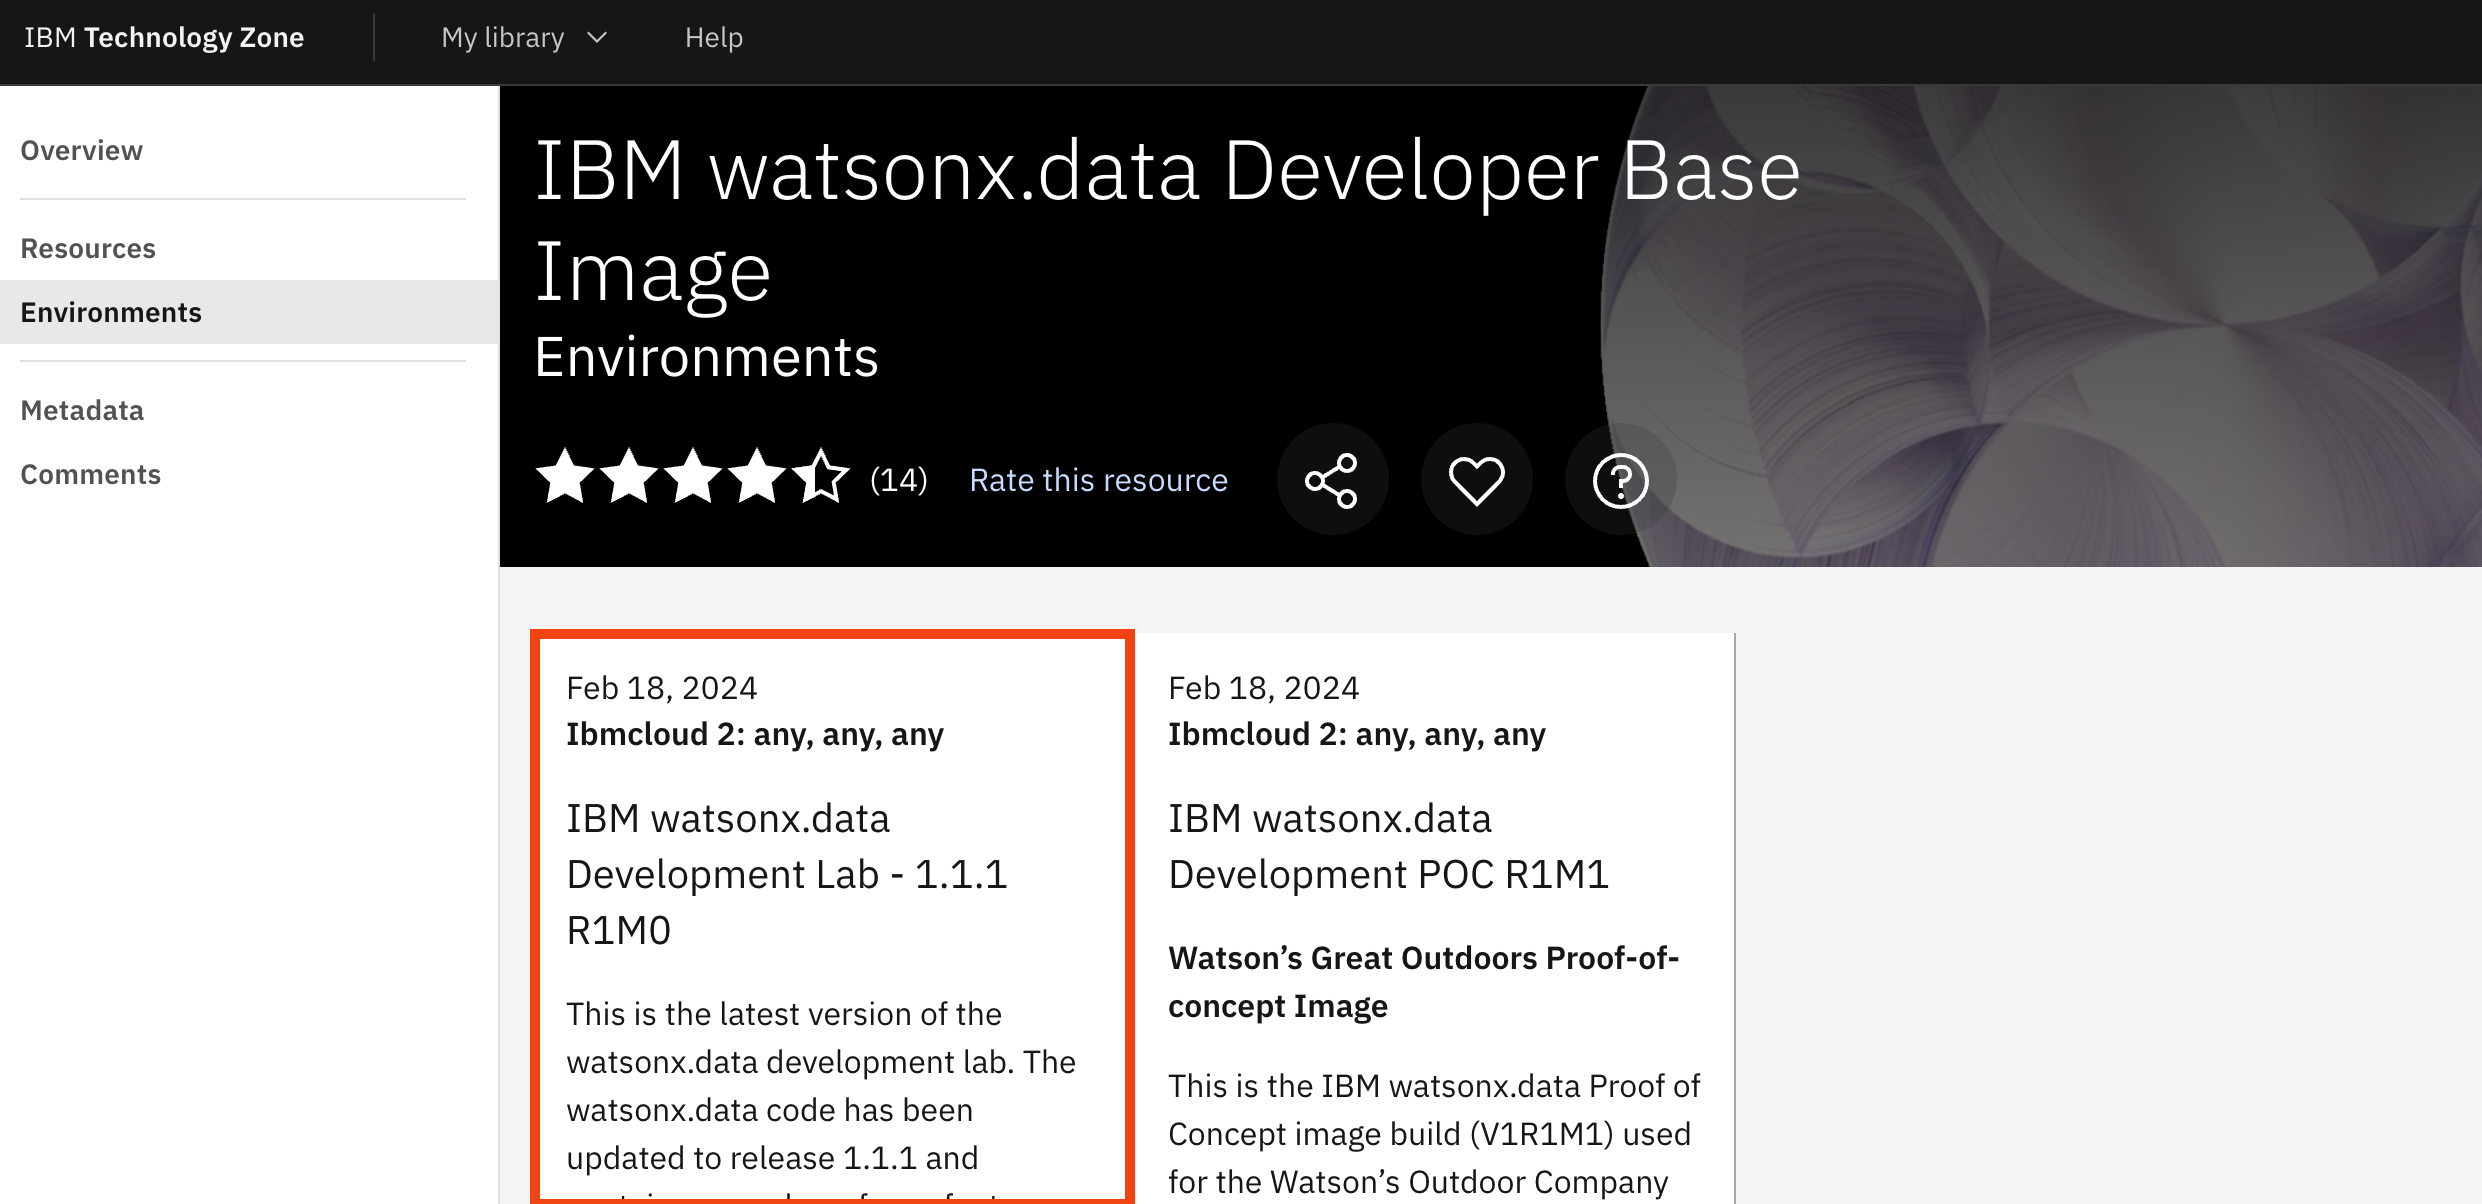 IBM Technology Zone
My library
Help
Overview
Resources
Environments
Metadata
Comments
IBM watsonx.data Developer Base
Image
Environments
(14)
Rate this resource
Feb 18, 2024
Ibmcloud 2: any, any, any
IBM watsonx.data
Development Lab - 1.1.1
R1M0
This is the latest version of the
watsonx.data development lab. The
watsonx.data code has been
updated to release 1.1.1 and
Feb 18, 2024
Ibmcloud 2: any, any, any
IBM watsonx.data
Development POC R1M1
Watson’s Great Outdoors Proof-of-
concept Image
This is the IBM watsonx.data Proof of
Concept image build (V1R1M1) used
for the Watson’s Outdoor Company